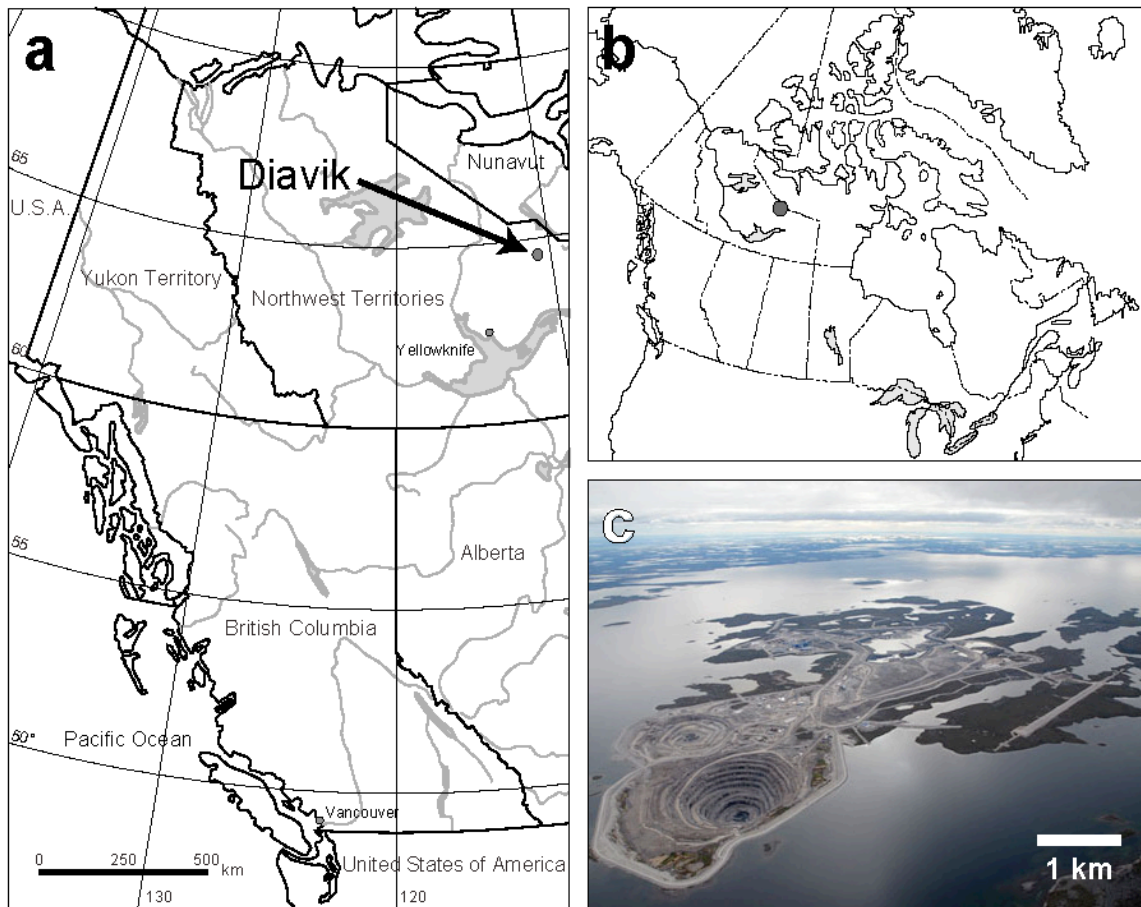 a
65
U.S.A.
Diavik
Nunavut
Yukon Territory
Northwest Territories
60
Yellowknife
55
Alberta
British Columbia
50°
Pacific Ocean
Vancouver
0 250 500 km
United States of America
130
120
b
c
1 km